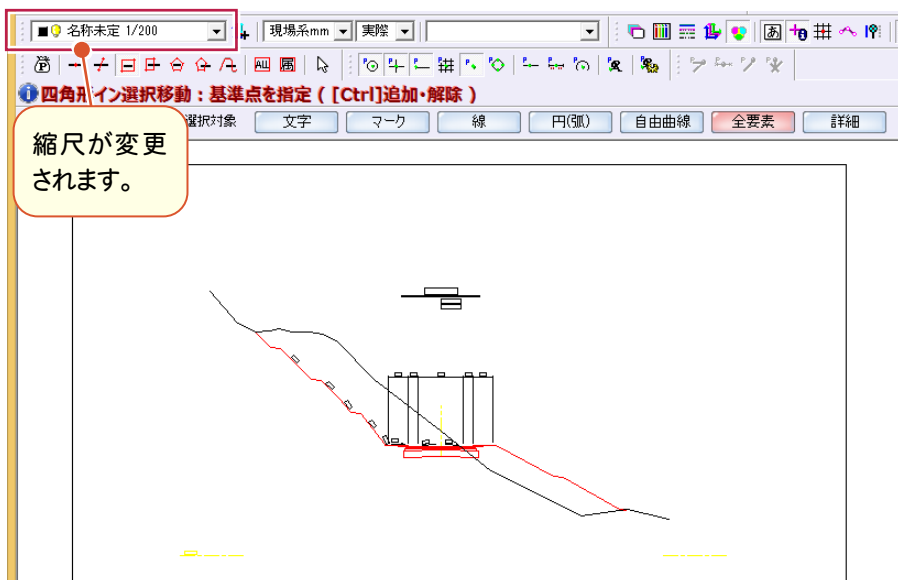 名称未定 1/200
現場系mm
実際
あ
ALL 属
四角形イン選択移動：基準点を指定（[Ctrl]追加・解除）
選択対象 文字 マーク 線 円(弧) 自由曲線 全要素 詳細
縮尺が変更
されます。